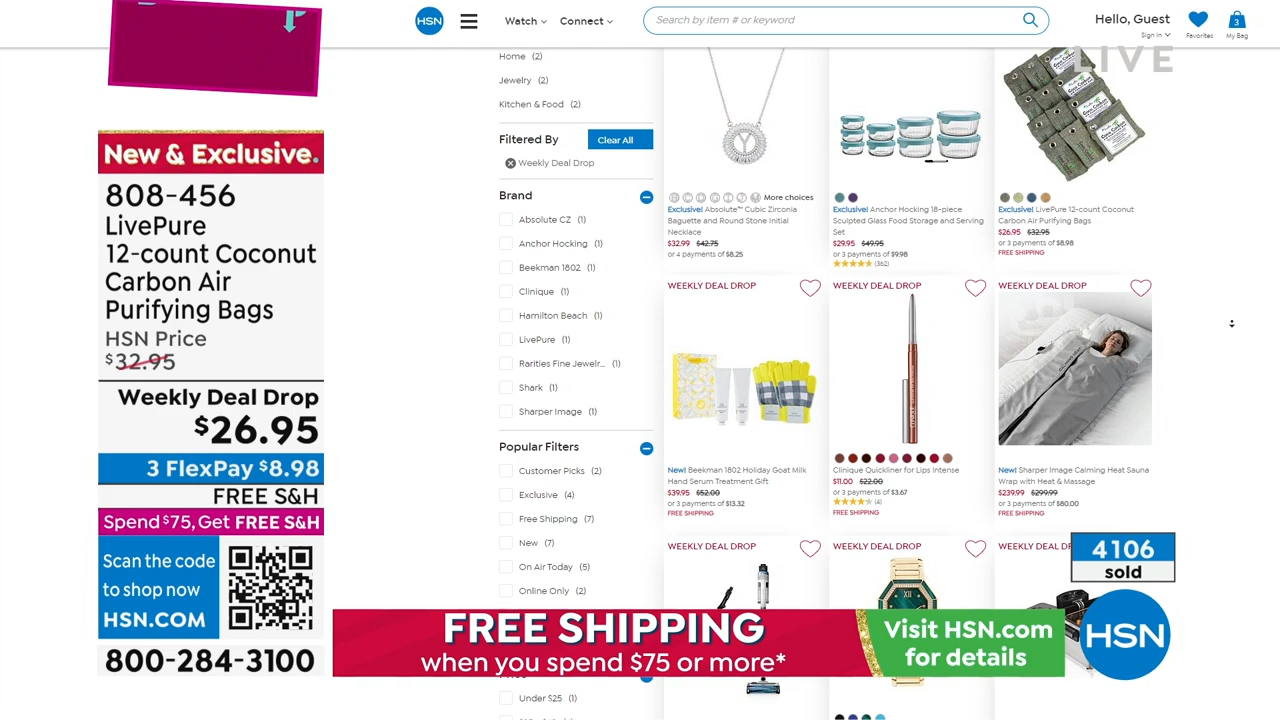 HSN
Watch
Connect
Search by item # or keyword
Hello, Guest
Sign In
Favorites
3
My Bag
LIVE
New & Exclusive.
808-456
LivePure
12-count Coconut
Carbon Air
Purifying Bags
HSN Price
$32.95
Weekly Deal Drop
$26.95
3 FlexPay $8.98
FREE S&H
Spend $75, Get FREE S&H
Scan the code
to shop now
HSN.COM
800-284-3100
Home (2)
Jewelry (2)
Kitchen & Food (2)
Filtered By
Clear All
Weekly Deal Drop
Brand
Absolute CZ (1)
Anchor Hocking (1)
Beekman 1802 (1)
Clinique (1)
Hamilton Beach (1)
LivePure (1)
Rarities Fine Jewelr... (1)
Shark (1)
Sharper Image (1)
Popular Filters
Customer Picks (2)
Exclusive (4)
Free Shipping (7)
New (7)
On Air Today (5)
Online Only (2)
Under $25 (1)
More choices
Exclusive! Absolute™ Cubic Zirconia
Baguette and Round Stone Initial
Necklace
$32.99 $42.75
or 4 payments of $8.25
Exclusive! Anchor Hocking 18-piece
Sculpted Glass Food Storage and Serving
Set
$29.95 $49.95
or 3 payments of $9.98
(362)
Exclusive! LivePure 12-count Coconut
Carbon Air Purifying Bags
$26.95 $32.95
or 3 payments of $8.98
FREE SHIPPING
WEEKLY DEAL DROP
WEEKLY DEAL DROP
WEEKLY DEAL DROP
New! Beekman 1802 Holiday Goat Milk
Hand Serum Treatment Gift
$39.95 $52.00
or 3 payments of $13.32
FREE SHIPPING
Clinique Quickliner for Lips Intense
$11.00 $22.00
or 3 payments of $3.67
(4)
FREE SHIPPING
New! Sharper Image Calming Heat Sauna
Wrap with Heat & Massage
$239.99 $299.99
or 3 payments of $80.00
FREE SHIPPING
WEEKLY DEAL DROP
WEEKLY DEAL DROP
WEEKLY DEAL DR
4106
sold
FREE SHIPPING
when you spend $75 or more*
Visit HSN.com
for details
HSN